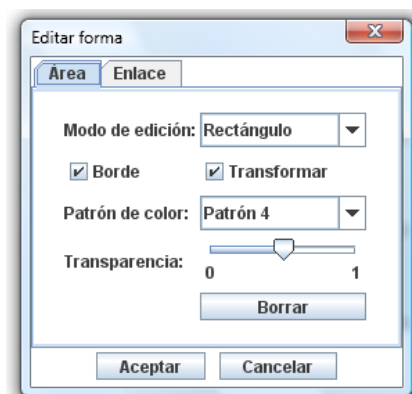 Editar forma
Área Enlace
Modo de edición: Rectángulo
Borde Transformar
Patrón de color: Patrón 4
Transparencia:
0 1
Borrar
Aceptar Cancelar